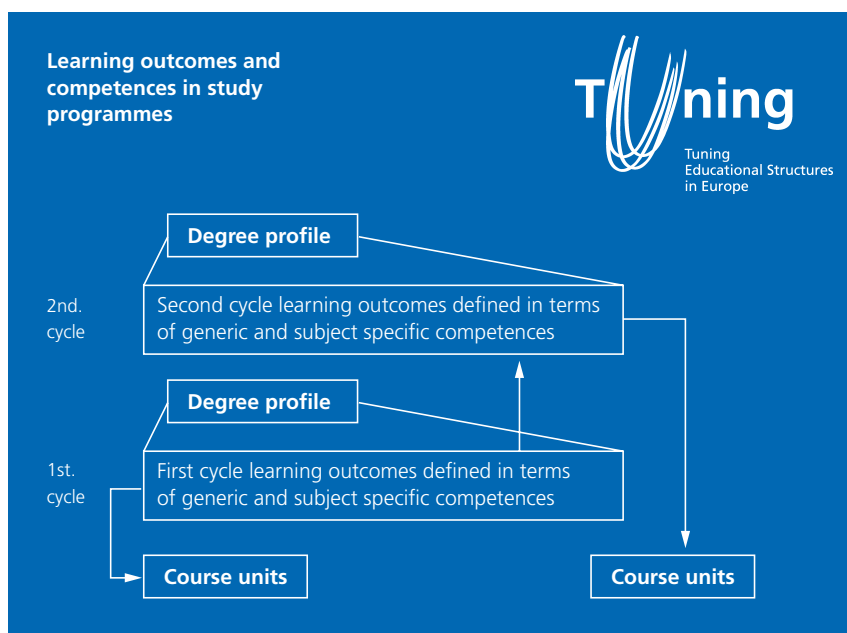 Learning outcomes and
competences in study
programmes
Tuning
Tuning
Educational Structures
in Europe
Degree profile
2nd.
cycle
Second cycle learning outcomes defined in terms
of generic and subject specific competences
Degree profile
1st.
cycle
First cycle learning outcomes defined in terms
of generic and subject specific competences
Course units
Course units